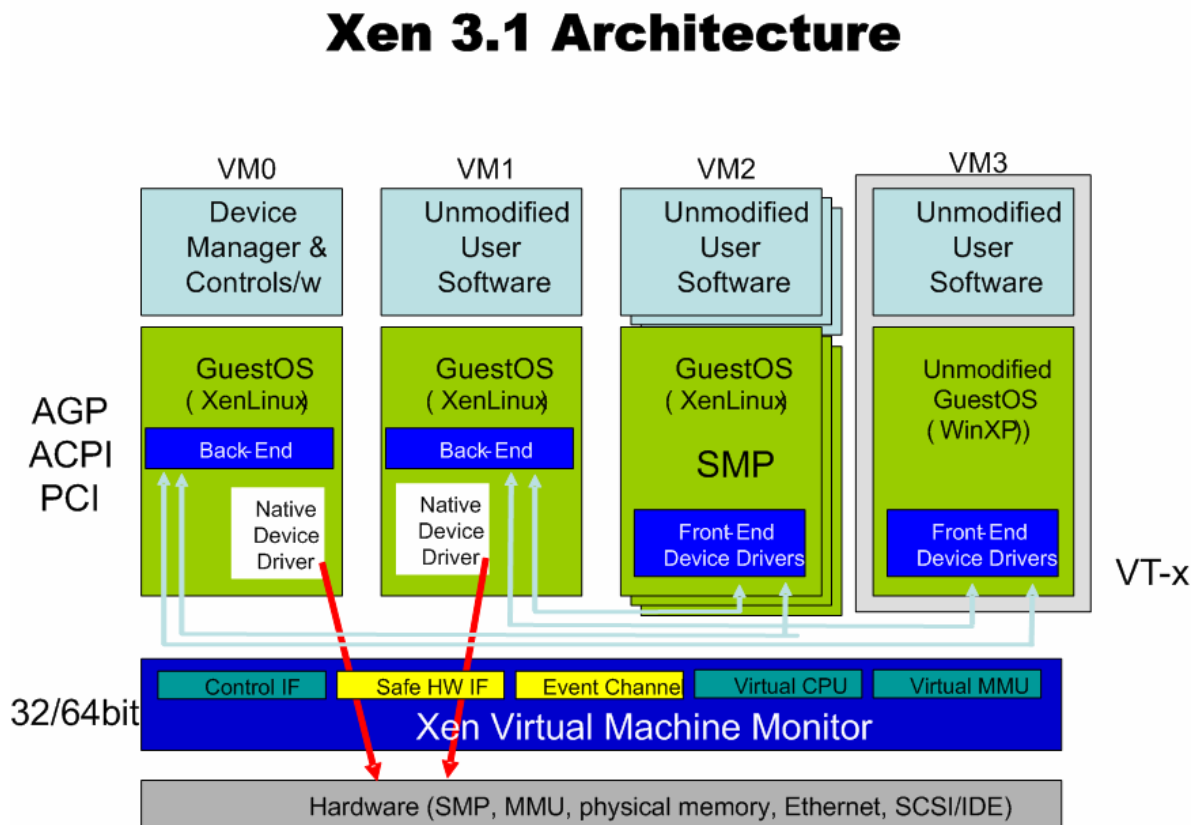 Xen 3.1 Architecture
VM0
VM1
VM2
VM3
Device
Manager &
Controls/w
Unmodified
User
Software
Unmodified
User
Software
Unmodified
User
Software
GuestOS
( XenLinux)
Back-End
Native
Device
Driver
GuestOS
( XenLinux)
Back-End
Native
Device
Driver
GuestOS
( XenLinux)
SMP
Front-End
Device Drivers
Unmodified
GuestOS
( WinXP))
Front-End
Device Drivers
AGP
ACPI
PCI
VT-x
32/64bit
Control IF
Safe HW IF
Event Channel
Virtual CPU
Virtual MMU
Xen Virtual Machine Monitor
Hardware (SMP, MMU, physical memory, Ethernet, SCSI/IDE)